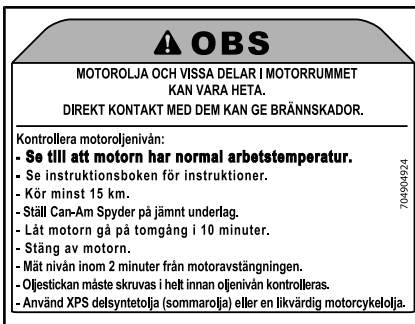 ⚠ OBS
MOTOROLJA OCH VISSA DELAR I MOTORRUMMET
KAN VARA HETA.
DIREKT KONTAKT MED DEM KAN GE BRÄNNSKADOR.
Kontrollera motoroljenivån:
- Se till att motorn har normal arbetstemperatur.
- Se instruktionsboken för instruktioner.
- Kör minst 15 km.
- Ställ Can-Am Spyder på jämnt underlag.
- Låt motorn gå på tomgång i 10 minuter.
- Stäng av motorn.
- Mät nivån inom 2 minuter från motoravstängningen.
- Oljestickan måste skruvas i helt innan oljenivån kontrolleras.
- Använd XPS delsyntetolja (sommarolja) eller en likvärdig motorcykelolja.
704904924